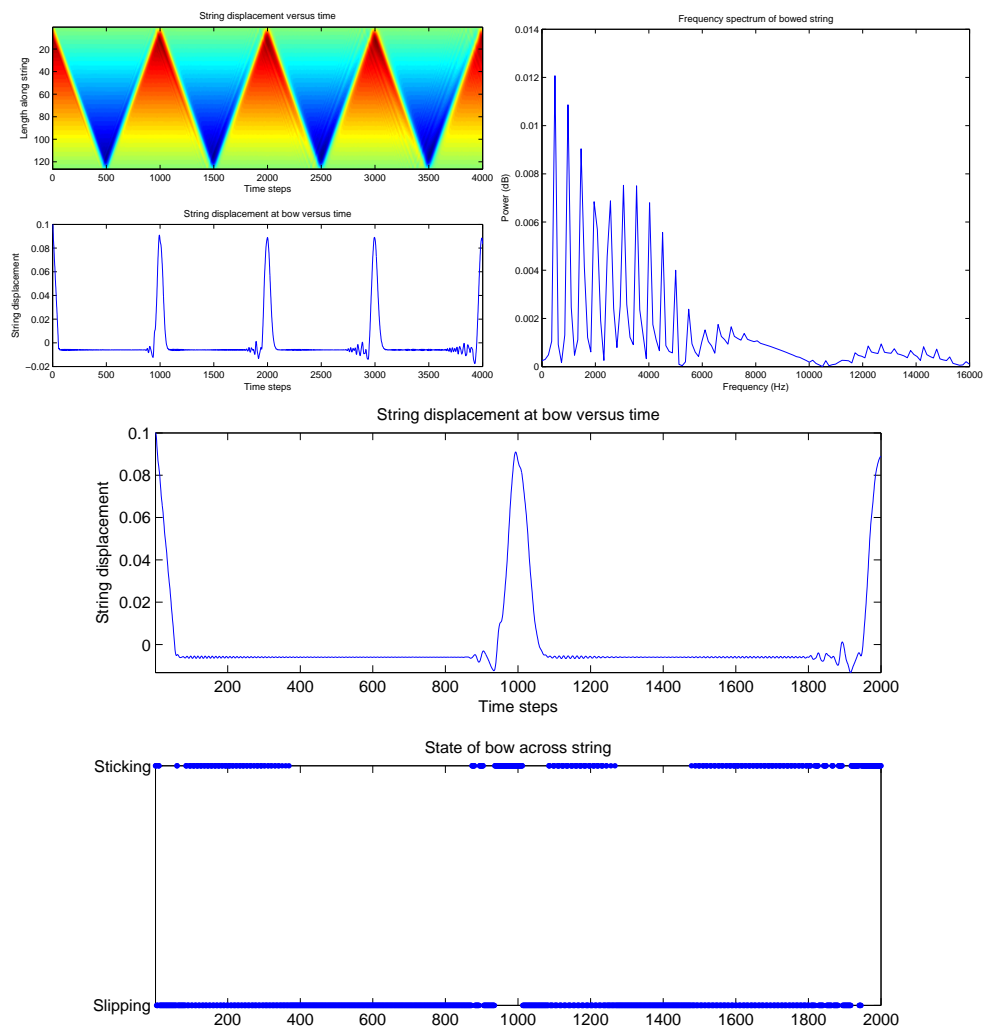 String displacement versus time
Length along string
20
40
60
80
100
120
0 500 1000 1500 2000 2500 3000 3500 4000
Time steps
String displacement at bow versus time
String displacement
0.1
0.08
0.06
0.04
0.02
0
−0.02
0 500 1000 1500 2000 2500 3000 3500 4000
Time steps
Frequency spectrum of bowed string
Power (dB)
0.014
0.012
0.01
0.008
0.006
0.004
0.002
0
0 2000 4000 6000 8000 10000 12000 14000 16000
Frequency (Hz)
String displacement at bow versus time
String displacement
0.1
0.08
0.06
0.04
0.02
0
200 400 600 800 1000 1200 1400 1600 1800 2000
Time steps
State of bow across string
Sticking
Slipping
200 400 600 800 1000 1200 1400 1600 1800 2000